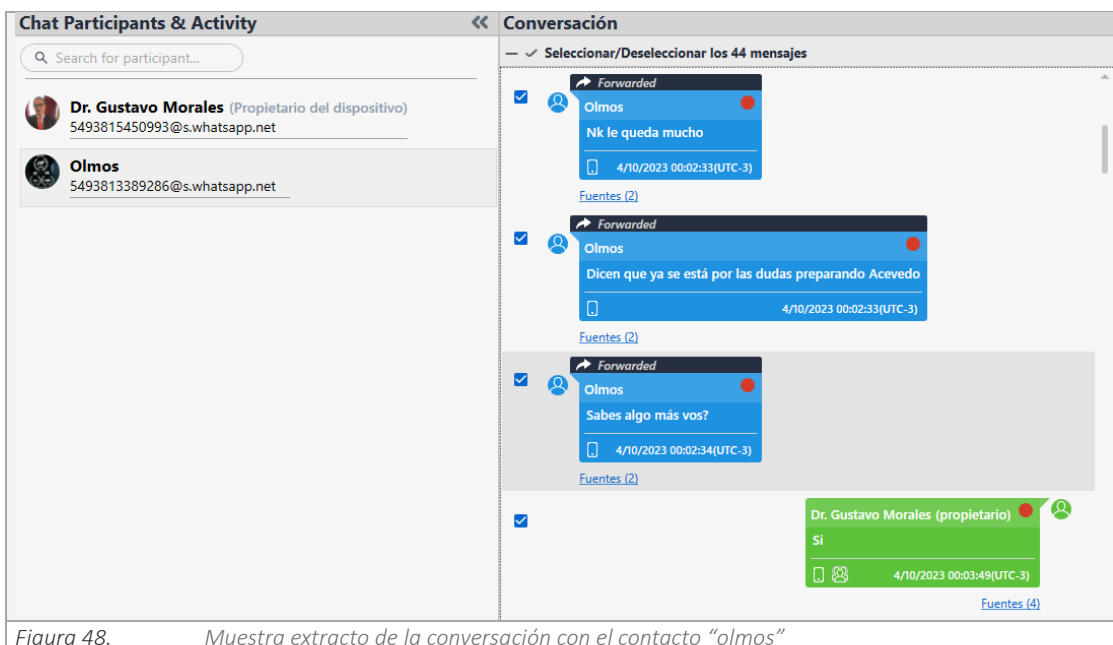 Chat Participants & Activity
Search for participant...
Dr. Gustavo Morales (Propietario del dispositivo)
5493815450993@s.whatsapp.net
Olmos
5493813389286@s.whatsapp.net
Conversación
Seleccionar/Deseleccionar los 44 mensajes
Forwarded
Olmos
Nk le queda mucho
4/10/2023 00:02:33(UTC-3)
Fuentes (2)
Forwarded
Olmos
Dicen que ya se está por las dudas preparando Acevedo
4/10/2023 00:02:33(UTC-3)
Fuentes (2)
Forwarded
Olmos
Sabes algo más vos?
4/10/2023 00:02:34(UTC-3)
Fuentes (2)
Dr. Gustavo Morales (propietario)
Si
4/10/2023 00:03:49(UTC-3)
Fuentes (4)
Figura 48. Muestra extracto de la conversación con el contacto “olmos”